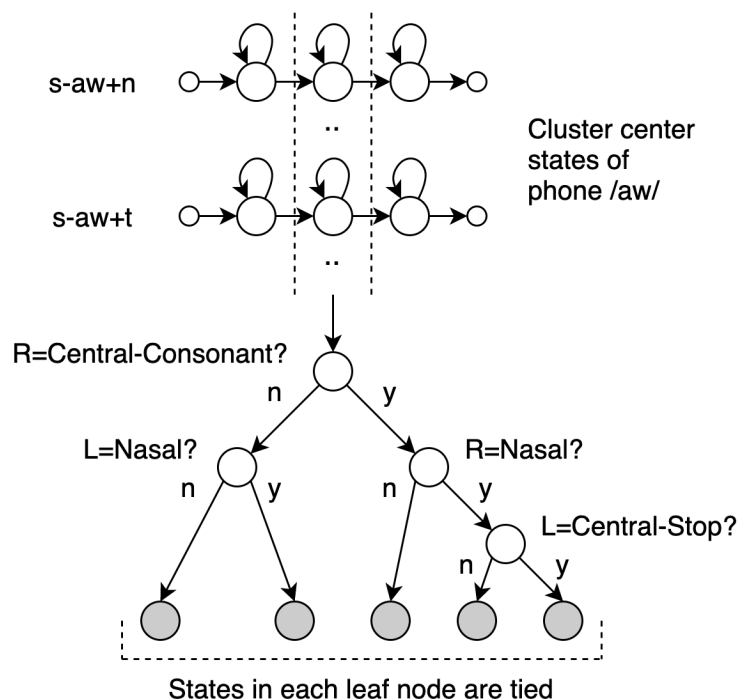 s-aw+n
..
Cluster center
states of
phone /aw/
s-aw+t
..
R=Central-Consonant?
n
y
L=Nasal?
R=Nasal?
n
y
n
y
L=Central-Stop?
n
y
States in each leaf node are tied